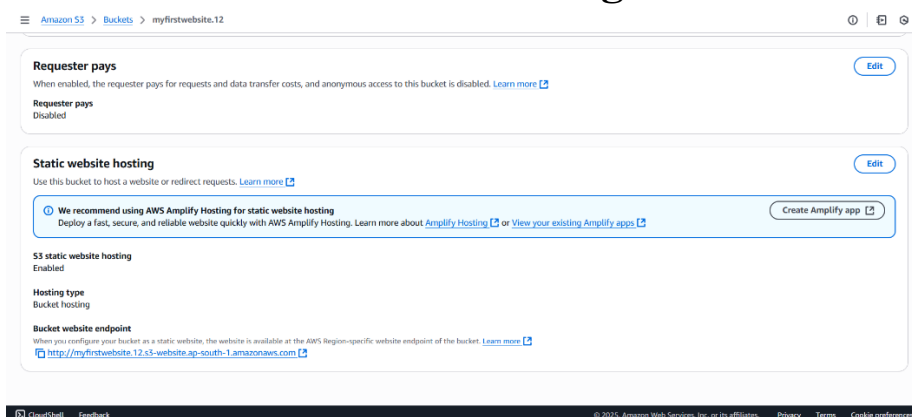 Amazon S3 > Buckets > myfirstwebsite.12
Requester pays
Edit
When enabled, the requester pays for requests and data transfer costs, and anonymous access to this bucket is disabled. Learn more
Requester pays
Disabled
Static website hosting
Edit
Use this bucket to host a website or redirect requests. Learn more
We recommend using AWS Amplify Hosting for static website hosting
Create Amplify app
Deploy a fast, secure, and reliable website quickly with AWS Amplify Hosting. Learn more about Amplify Hosting or View your existing Amplify apps
S3 static website hosting
Enabled
Hosting type
Bucket hosting
Bucket website endpoint
When you configure your bucket as a static website, the website is available at the AWS Region-specific website endpoint of the bucket. Learn more
http://myfirstwebsite.12.s3-website.ap-south-1.amazonaws.com
CloudShell Feedback © 2025, Amazon Web Services, Inc. or its affiliates. Privacy Terms Cookie preferences